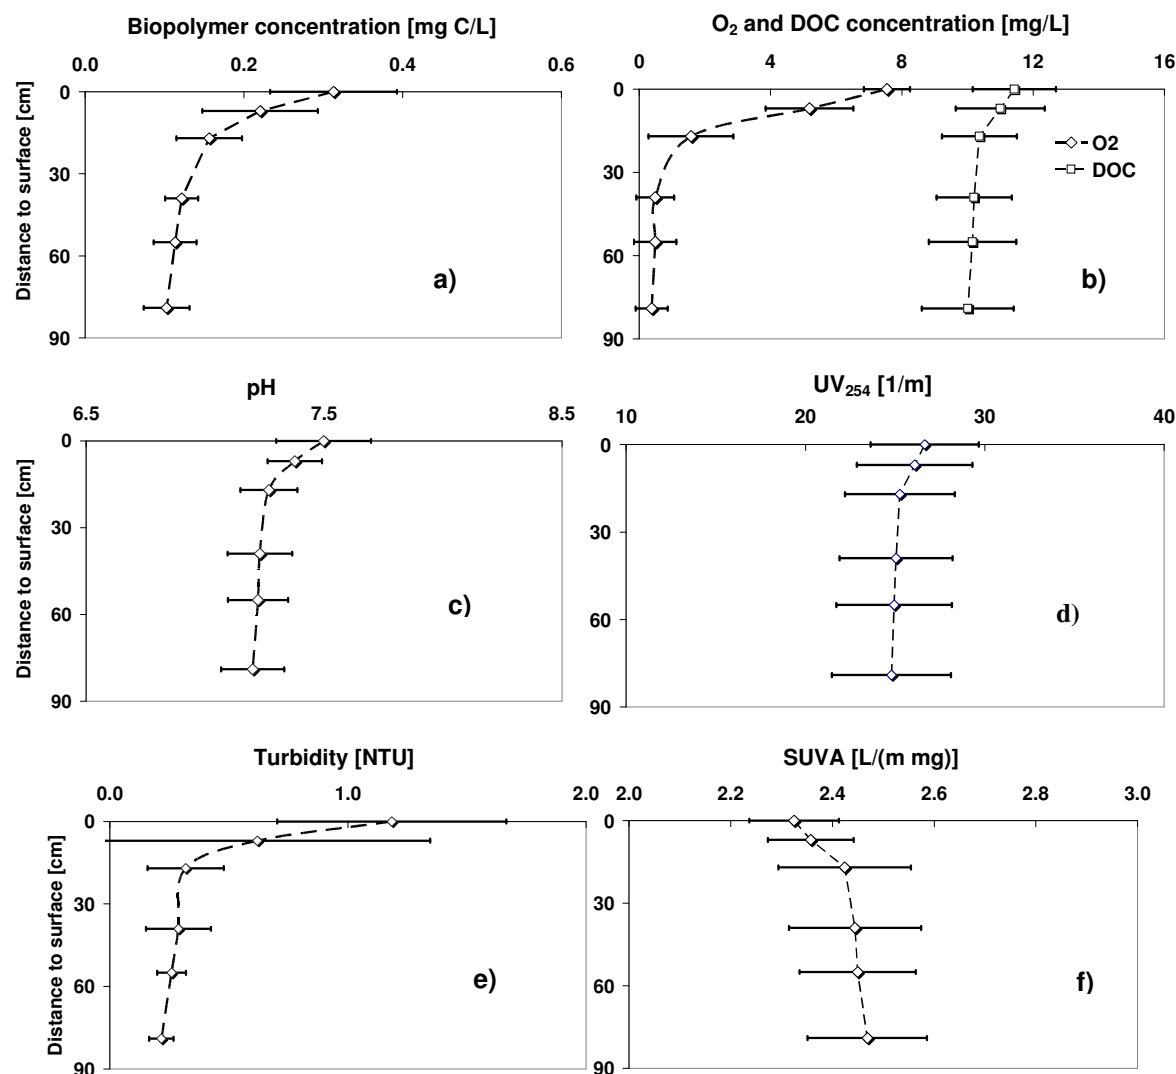 Biopolymer concentration [mg C/L]
0.0 0.2 0.4 0.6
Distance to surface [cm]
0
30
60
90
a)
O2 and DOC concentration [mg/L]
0 4 8 12 16
0
30
60
90
O2
DOC
b)
pH
6.5 7.5 8.5
Distance to surface [cm]
0
30
60
90
c)
UV254 [1/m]
10 20 30 40
0
30
60
90
d)
Turbidity [NTU]
0.0 1.0 2.0
Distance to surface [cm]
0
30
60
90
e)
SUVA [L/(m mg)]
2.0 2.2 2.4 2.6 2.8 3.0
0
30
60
90
f)